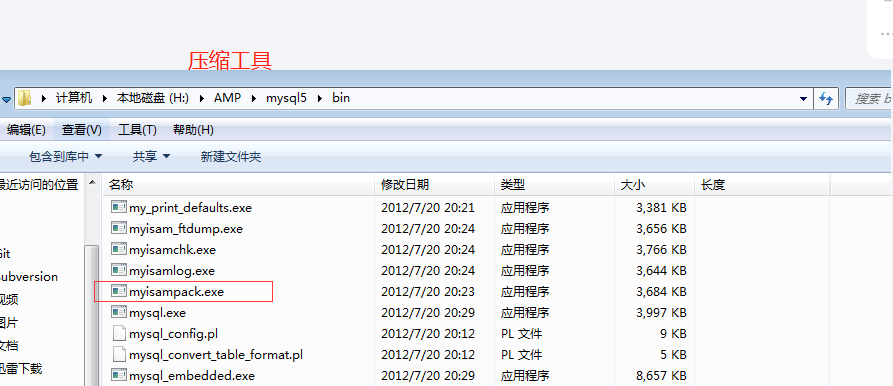 压缩工具
计算机 本地磁盘 (H:) AMP mysql5 bin 搜索 b
编辑(E) 查看(V) 工具(T) 帮助(H)
包含到库中 共享 新建文件夹
最近访问的位置 名称 修改日期 类型 大小 长度
my_print_defaults.exe 2012/7/20 20:21 应用程序 3,381 KB
myisam_ftdump.exe 2012/7/20 20:24 应用程序 3,656 KB
Git myisamchk.exe 2012/7/20 20:24 应用程序 3,766 KB
subversion myisamlog.exe 2012/7/20 20:24 应用程序 3,644 KB
视频 myisampack.exe 2012/7/20 20:23 应用程序 3,684 KB
图片 mysql.exe 2012/7/20 20:29 应用程序 3,997 KB
mysql_config.pl 2012/7/20 20:12 PL 文件 9 KB
文档 mysql_convert_table_format.pl 2012/7/20 20:12 PL 文件 5 KB
迅雷下载 mysql_embedded.exe 2012/7/20 20:29 应用程序 8,657 KB